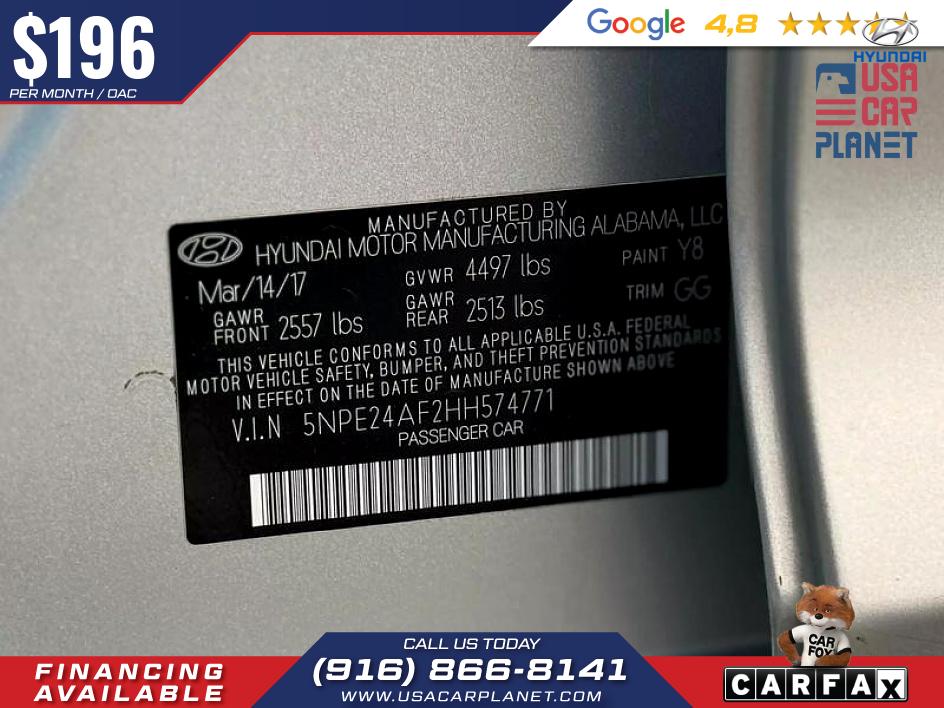 $196
PER MONTH / OAC
Google 4,8
HYUNDAI
USA
CAR
PLANET
MANUFACTURED BY
HYUNDAI MOTOR MANUFACTURING ALABAMA, LLC
Mar/14/17 GVWR 4497 lbs PAINT Y8
GAWR FRONT 2557 lbs GAWR REAR 2513 lbs TRIM GG
THIS VEHICLE CONFORMS TO ALL APPLICABLE U.S.A. FEDERAL
MOTOR VEHICLE SAFETY, BUMPER, AND THEFT PREVENTION STANDARDS
IN EFFECT ON THE DATE OF MANUFACTURE SHOWN ABOVE
V.I.N 5NPE24AF2HH574771
PASSENGER CAR
FINANCING
AVAILABLE
CALL US TODAY
(916) 866-8141
WWW.USACARPLANET.COM
CAR
FOX
CARFAX